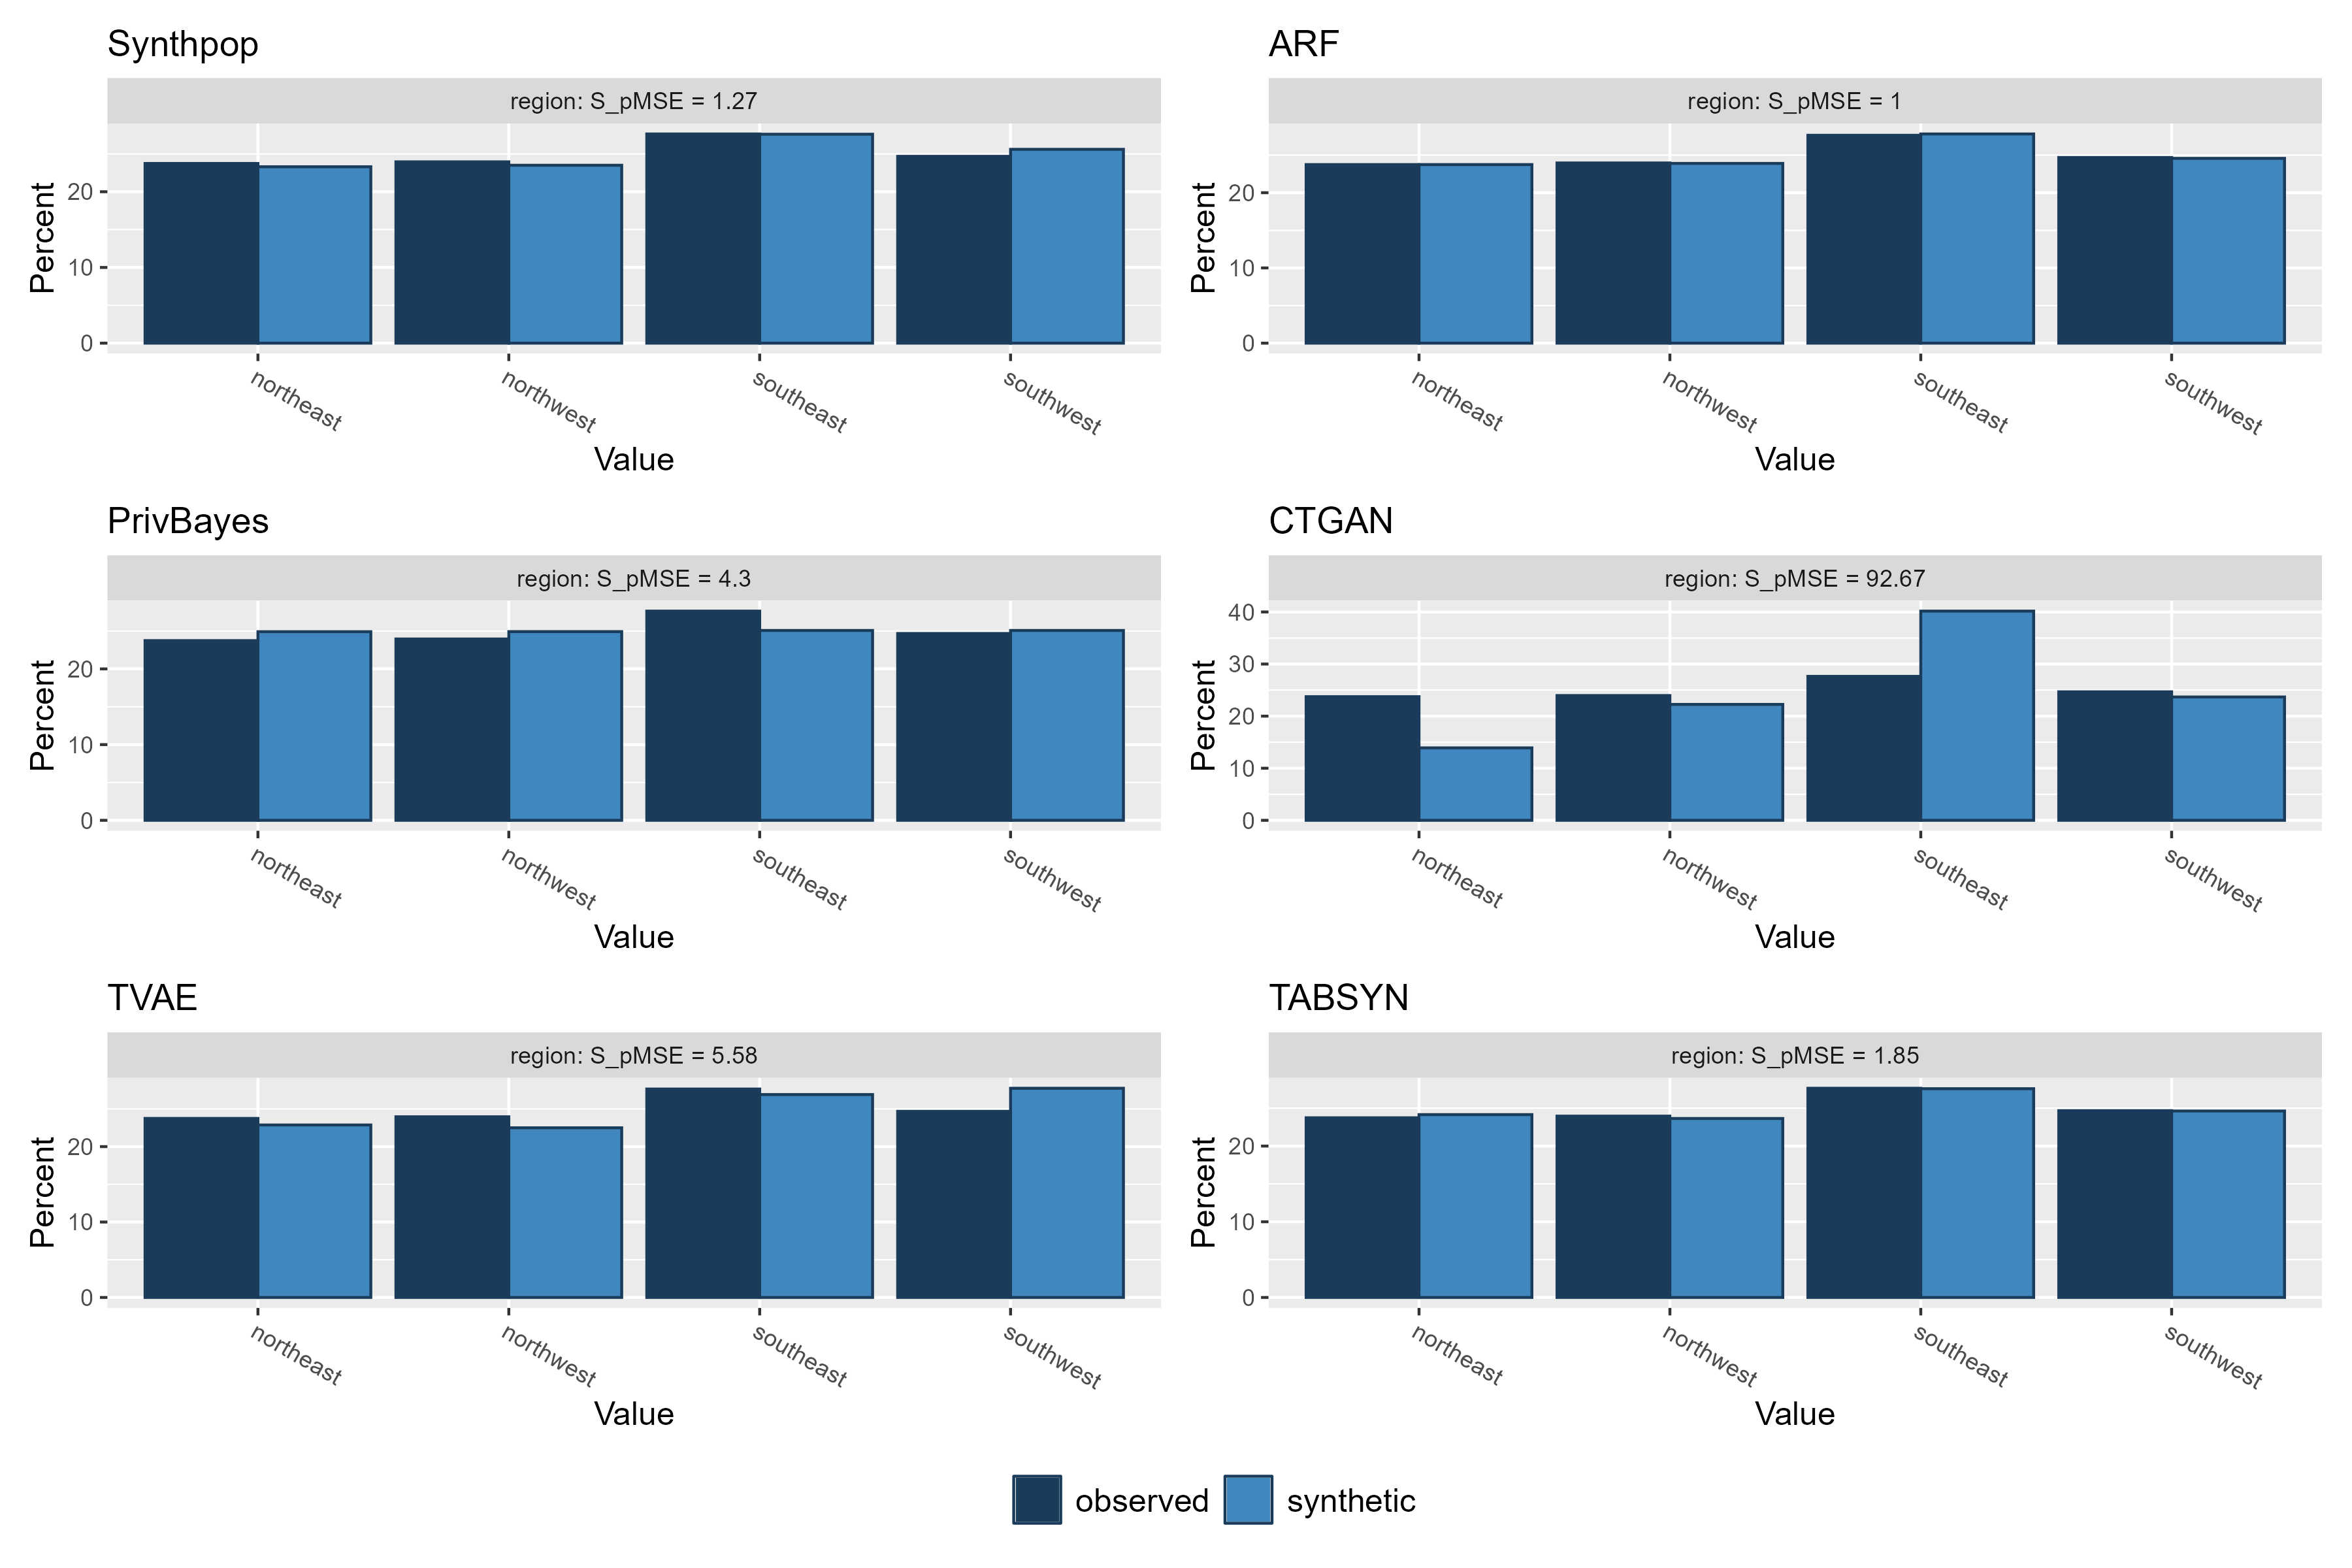 Synthpop
region: S_pMSE = 1.27
Percent
20
10
0
northeast
northwest
southeast
southwest
Value
ARF
region: S_pMSE = 1
Percent
20
10
0
northeast
northwest
southeast
southwest
Value
PrivBayes
region: S_pMSE = 4.3
Percent
20
10
0
northeast
northwest
southeast
southwest
Value
CTGAN
region: S_pMSE = 92.67
Percent
40
30
20
10
0
northeast
northwest
southeast
southwest
Value
TVAE
region: S_pMSE = 5.58
Percent
20
10
0
northeast
northwest
southeast
southwest
Value
TABSYN
region: S_pMSE = 1.85
Percent
20
10
0
northeast
northwest
southeast
southwest
Value
observed
synthetic